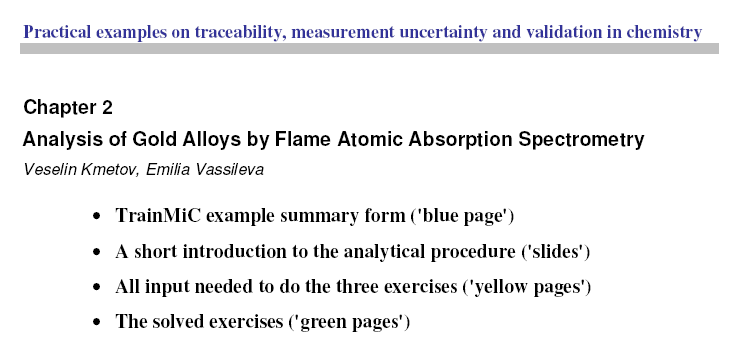 Practical examples on traceability, measurement uncertainty and validation in chemistry
Chapter 2
Analysis of Gold Alloys by Flame Atomic Absorption Spectrometry
Veselin Kmetov, Emilia Vassileva
• TrainMiC example summary form ('blue page')
• A short introduction to the analytical procedure ('slides')
• All input needed to do the three exercises ('yellow pages')
• The solved exercises ('green pages')